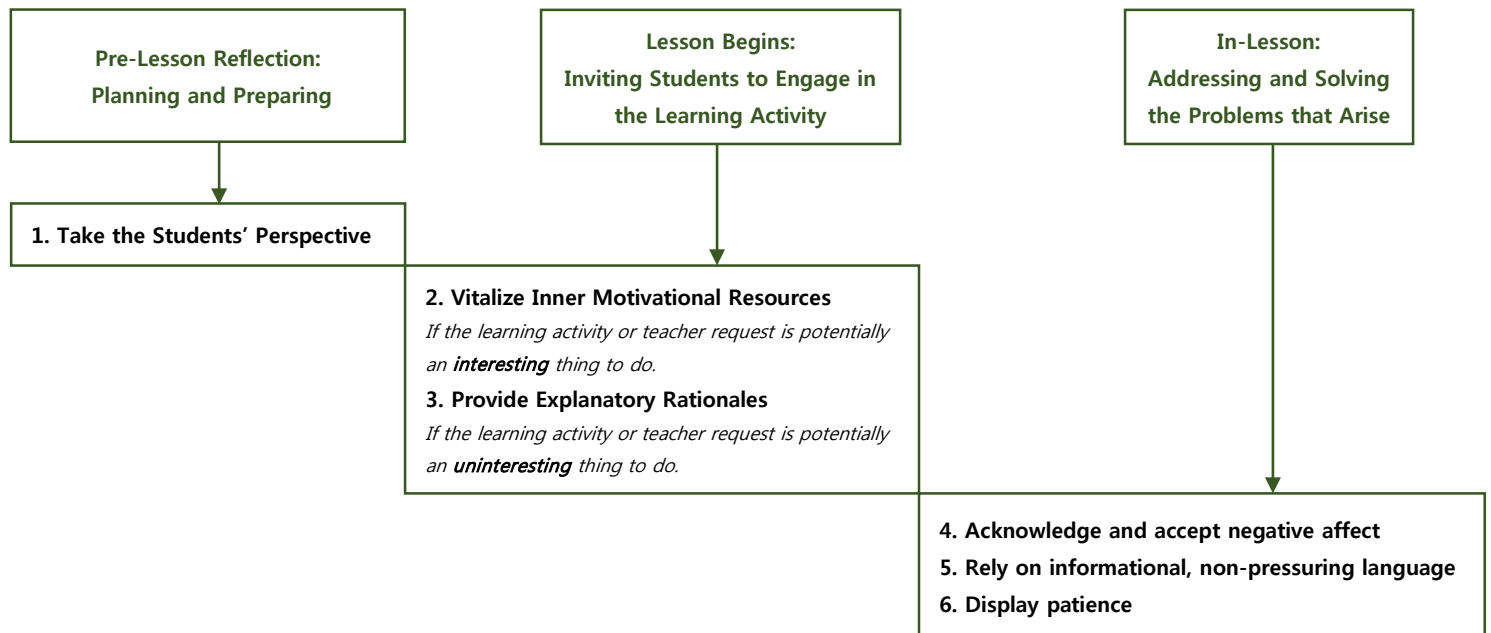 Pre-Lesson Reflection:
Planning and Preparing
Lesson Begins:
Inviting Students to Engage in
the Learning Activity
In-Lesson:
Addressing and Solving
the Problems that Arise
1. Take the Students’ Perspective
2. Vitalize Inner Motivational Resources
If the learning activity or teacher request is potentially
an interesting thing to do.
3. Provide Explanatory Rationales
If the learning activity or teacher request is potentially
an uninteresting thing to do.
4. Acknowledge and accept negative affect
5. Rely on informational, non-pressuring language
6. Display patience